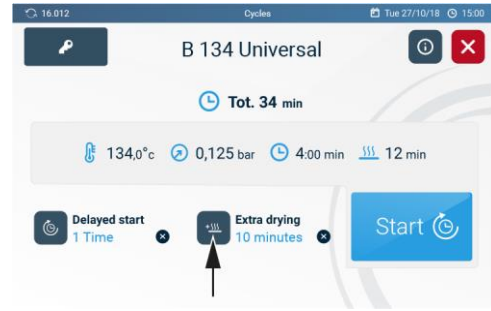 16.012 Cycles Tue 27/10/18 15:00
B 134 Universal
Tot. 34 min
134,0°c 0,125 bar 4:00 min 12 min
Delayed start Extra drying
1 Time 10 minutes
Start